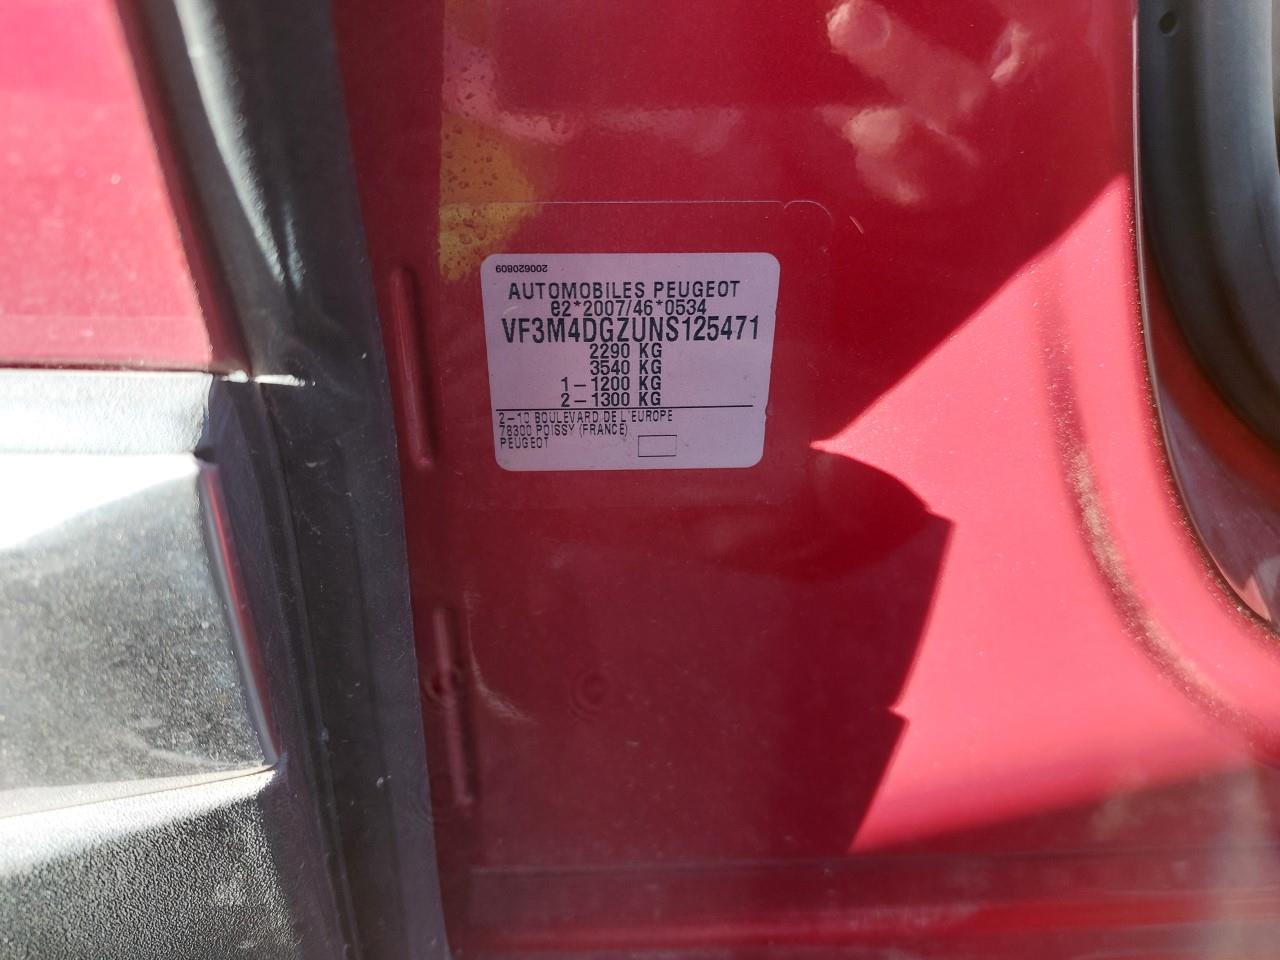 200620809
AUTOMOBILES PEUGEOT
e2*2007/46*0534
VF3M4DGZUNS125471
2290 KG
3540 KG
1-1200 KG
2-1300 KG
2-10 BOULEVARD DE L'EUROPE
78300 POISSY (FRANCE)
PEUGEOT